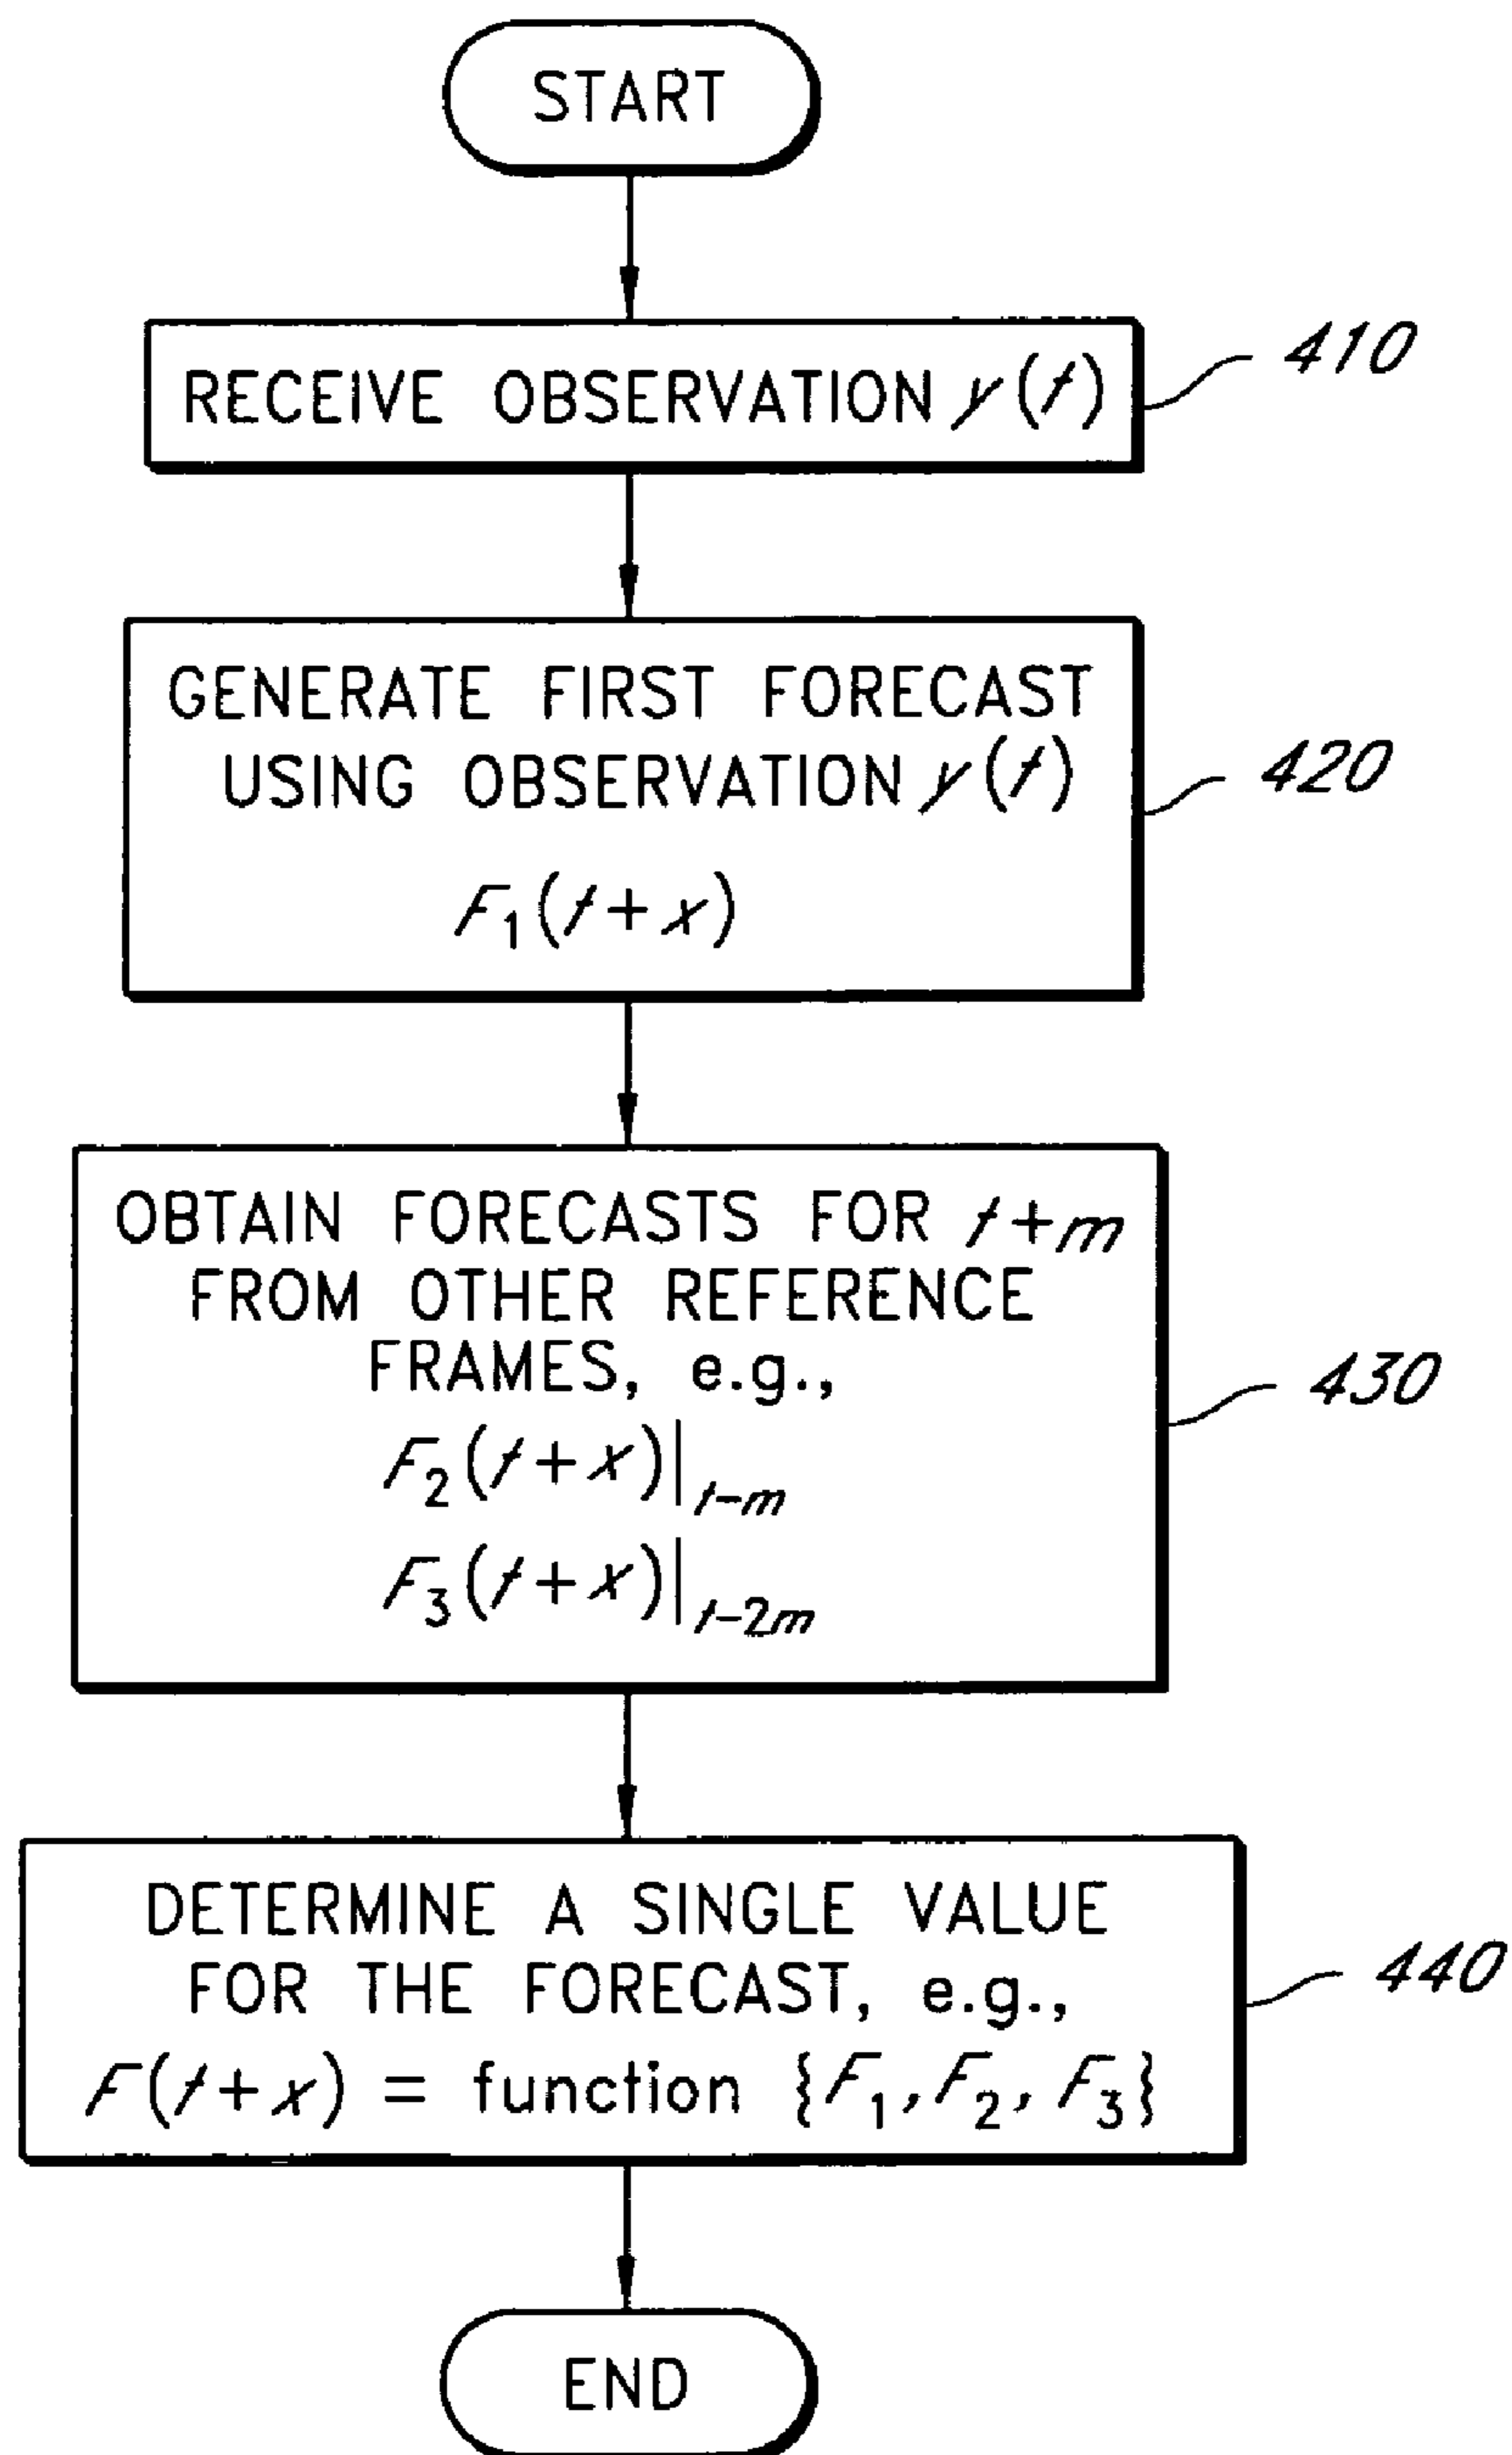 START
RECEIVE OBSERVATION y(t)
410
GENERATE FIRST FORECAST
USING OBSERVATION y(t)
F₁(t+x)
420
OBTAIN FORECASTS FOR t+m
FROM OTHER REFERENCE
FRAMES, e.g.,
F₂(t+x)|t-m
F₃(t+x)|t-2m
430
DETERMINE A SINGLE VALUE
FOR THE FORECAST, e.g.,
F(t+x) = function {F₁, F₂, F₃}
440
END